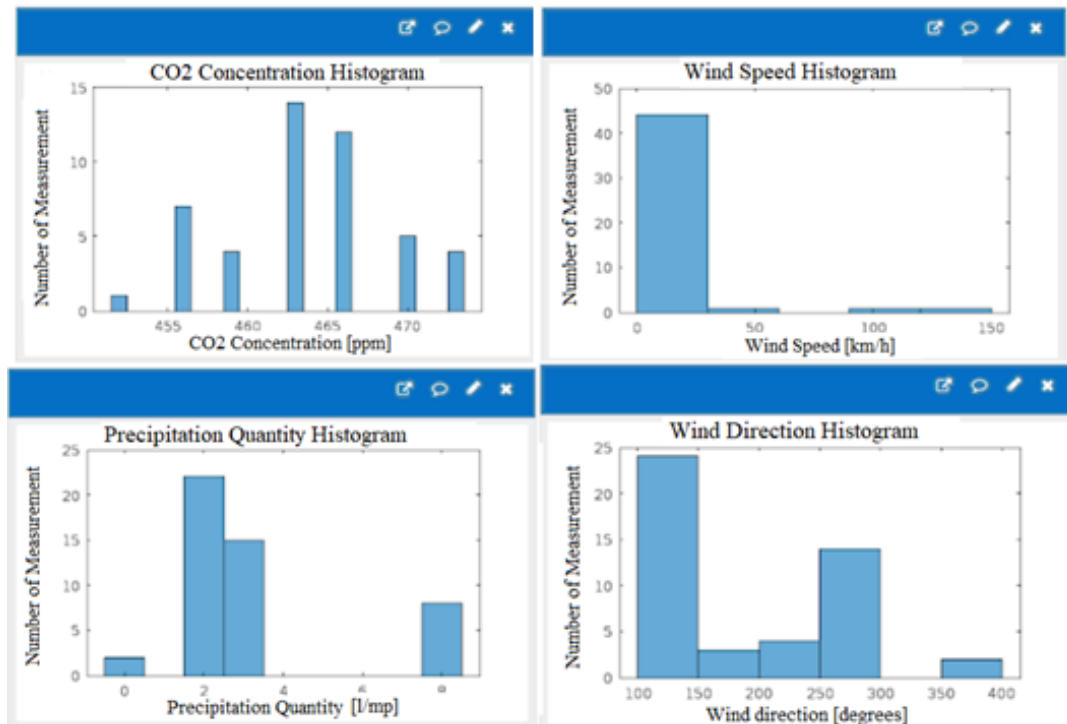 CO2 Concentration Histogram
Number of Measurement
15
10
5
0
455 460 465 470
CO2 Concentration [ppm]
Wind Speed Histogram
Number of Measurement
50
40
30
20
10
0
0 50 100 150
Wind Speed [km/h]
Precipitation Quantity Histogram
Number of Measurement
25
20
15
10
5
0
0 2 4 6 8
Precipitation Quantity [l/mp]
Wind Direction Histogram
Number of Measurement
25
20
15
10
5
0
100 150 200 250 300 350 400
Wind direction [degrees]